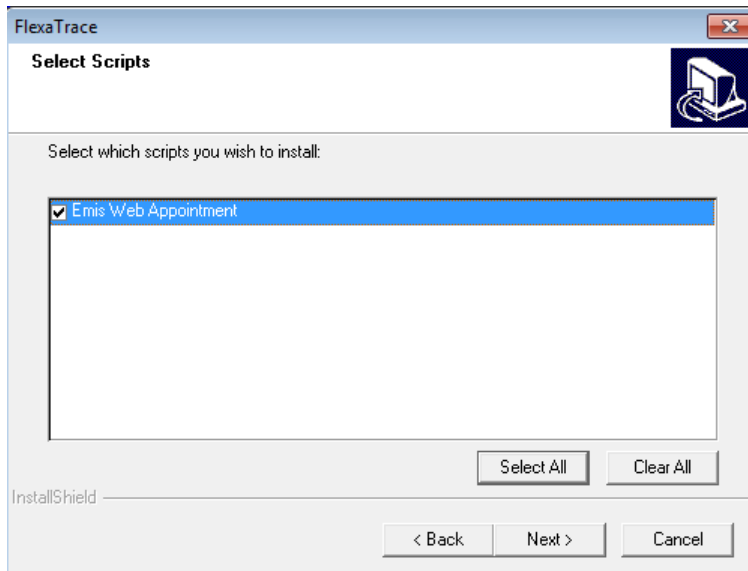 FlexaTrace
Select Scripts
Select which scripts you wish to install:
Emis Web Appointment
Select All Clear All
InstallShield
< Back Next > Cancel